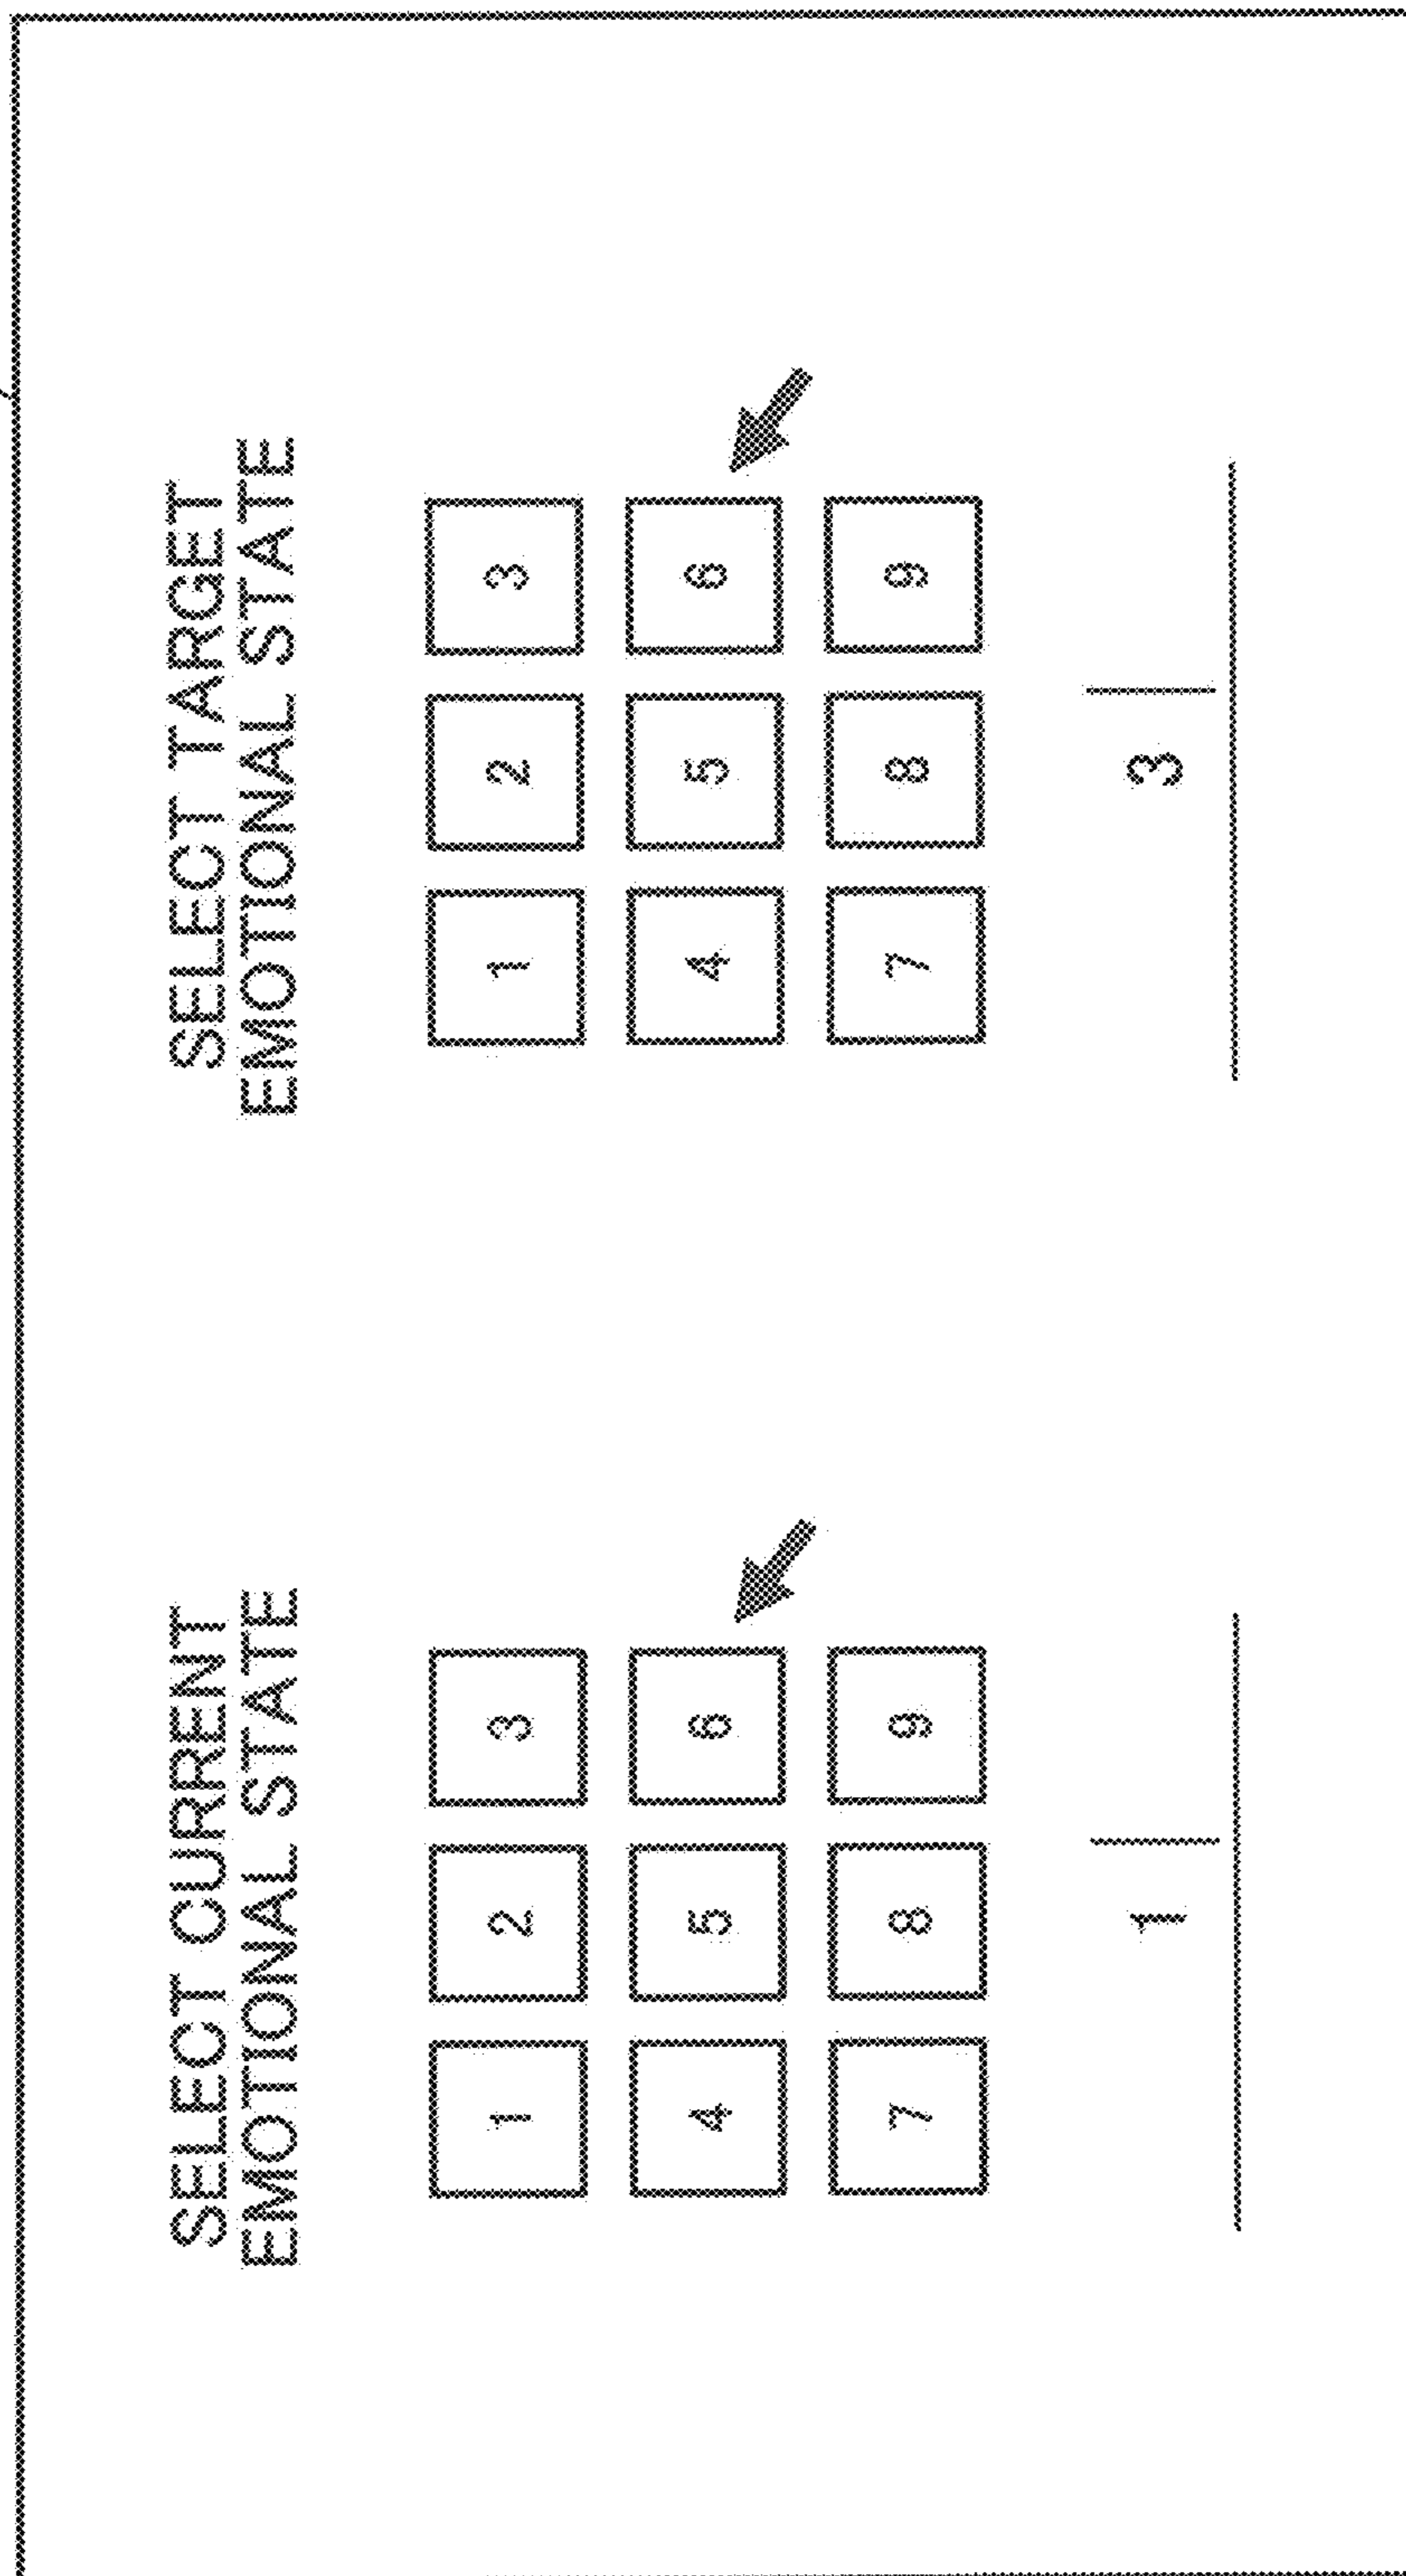 SELECT CURRENT
EMOTIONAL STATE
1 2 3
4 5 6
7 8 9
1
SELECT TARGET
EMOTIONAL STATE
1 2 3
4 5 6
7 8 9
3